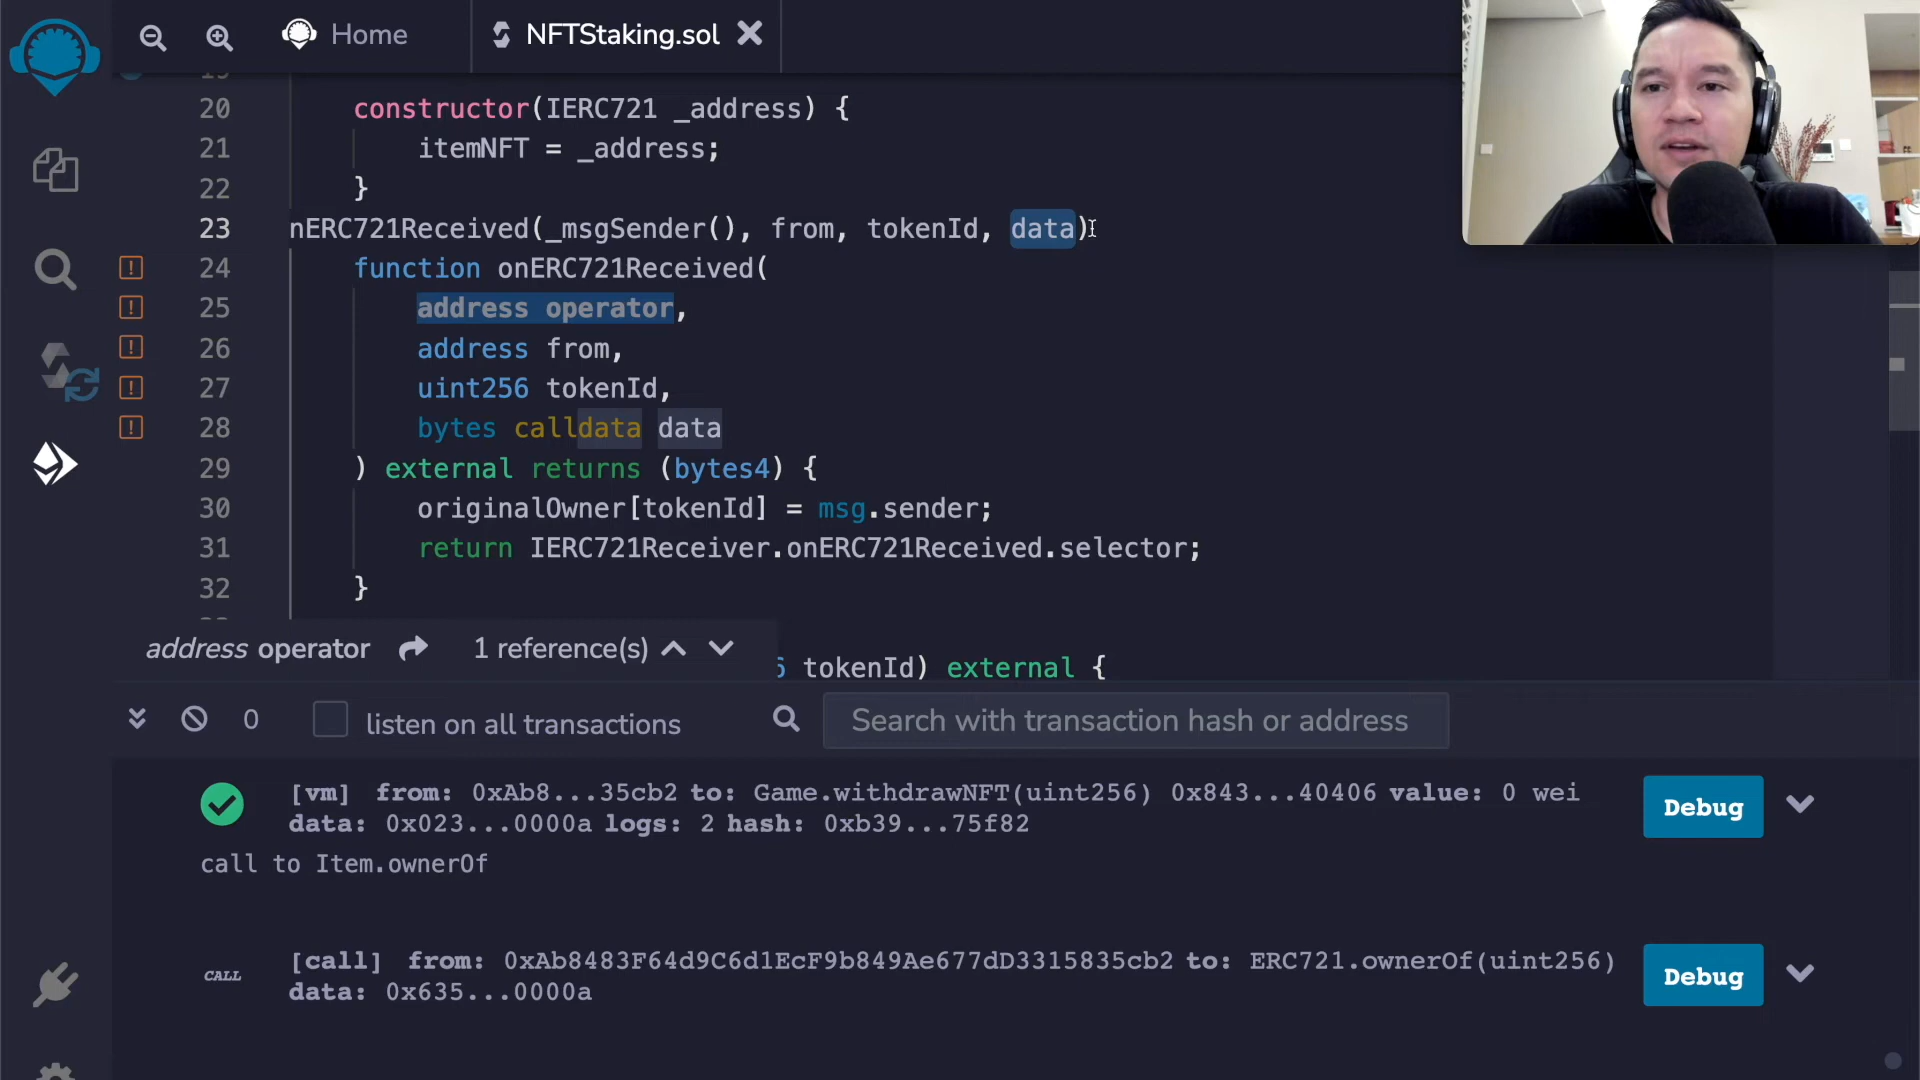 Home
NFTStaking.sol
19
20 constructor(IERC721 _address) {
21 itemNFT = _address;
22 }
23 nERC721Received(_msgSender(), from, tokenId, data)
24 function onERC721Received(
25 address operator,
26 address from,
27 uint256 tokenId,
28 bytes calldata data
29 ) external returns (bytes4) {
30 originalOwner[tokenId] = msg.sender;
31 return IERC721Receiver.onERC721Received.selector;
32 }
address operator 1 reference(s)
6 tokenId) external {
0 listen on all transactions Search with transaction hash or address
[vm] from: 0xAb8...35cb2 to: Game.withdrawNFT(uint256) 0x843...40406 value: 0 wei
data: 0x023...0000a logs: 2 hash: 0xb39...75f82
Debug
call to Item.ownerOf
CALL [call] from: 0xAb8483F64d9C6d1EcF9b849Ae677dD3315835cb2 to: ERC721.ownerOf(uint256)
data: 0x635...0000a
Debug